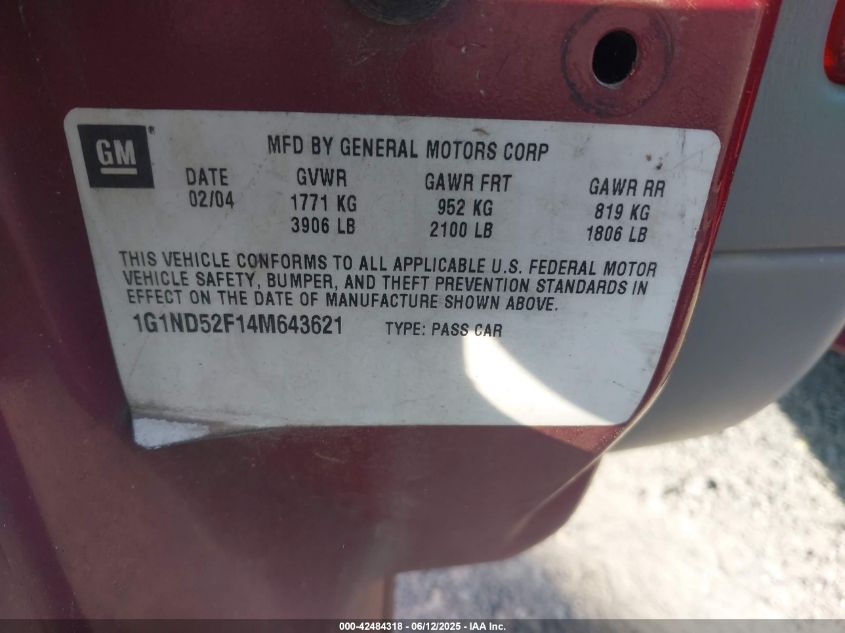 GM
MFD BY GENERAL MOTORS CORP
DATE GVWR GAWR FRT GAWR RR
02/04 1771 KG 952 KG 819 KG
3906 LB 2100 LB 1806 LB
THIS VEHICLE CONFORMS TO ALL APPLICABLE U.S. FEDERAL MOTOR
VEHICLE SAFETY, BUMPER, AND THEFT PREVENTION STANDARDS IN
EFFECT ON THE DATE OF MANUFACTURE SHOWN ABOVE.
1G1ND52F14M643621 TYPE: PASS CAR
000-42484318 - 06/12/2025 - IAA Inc.